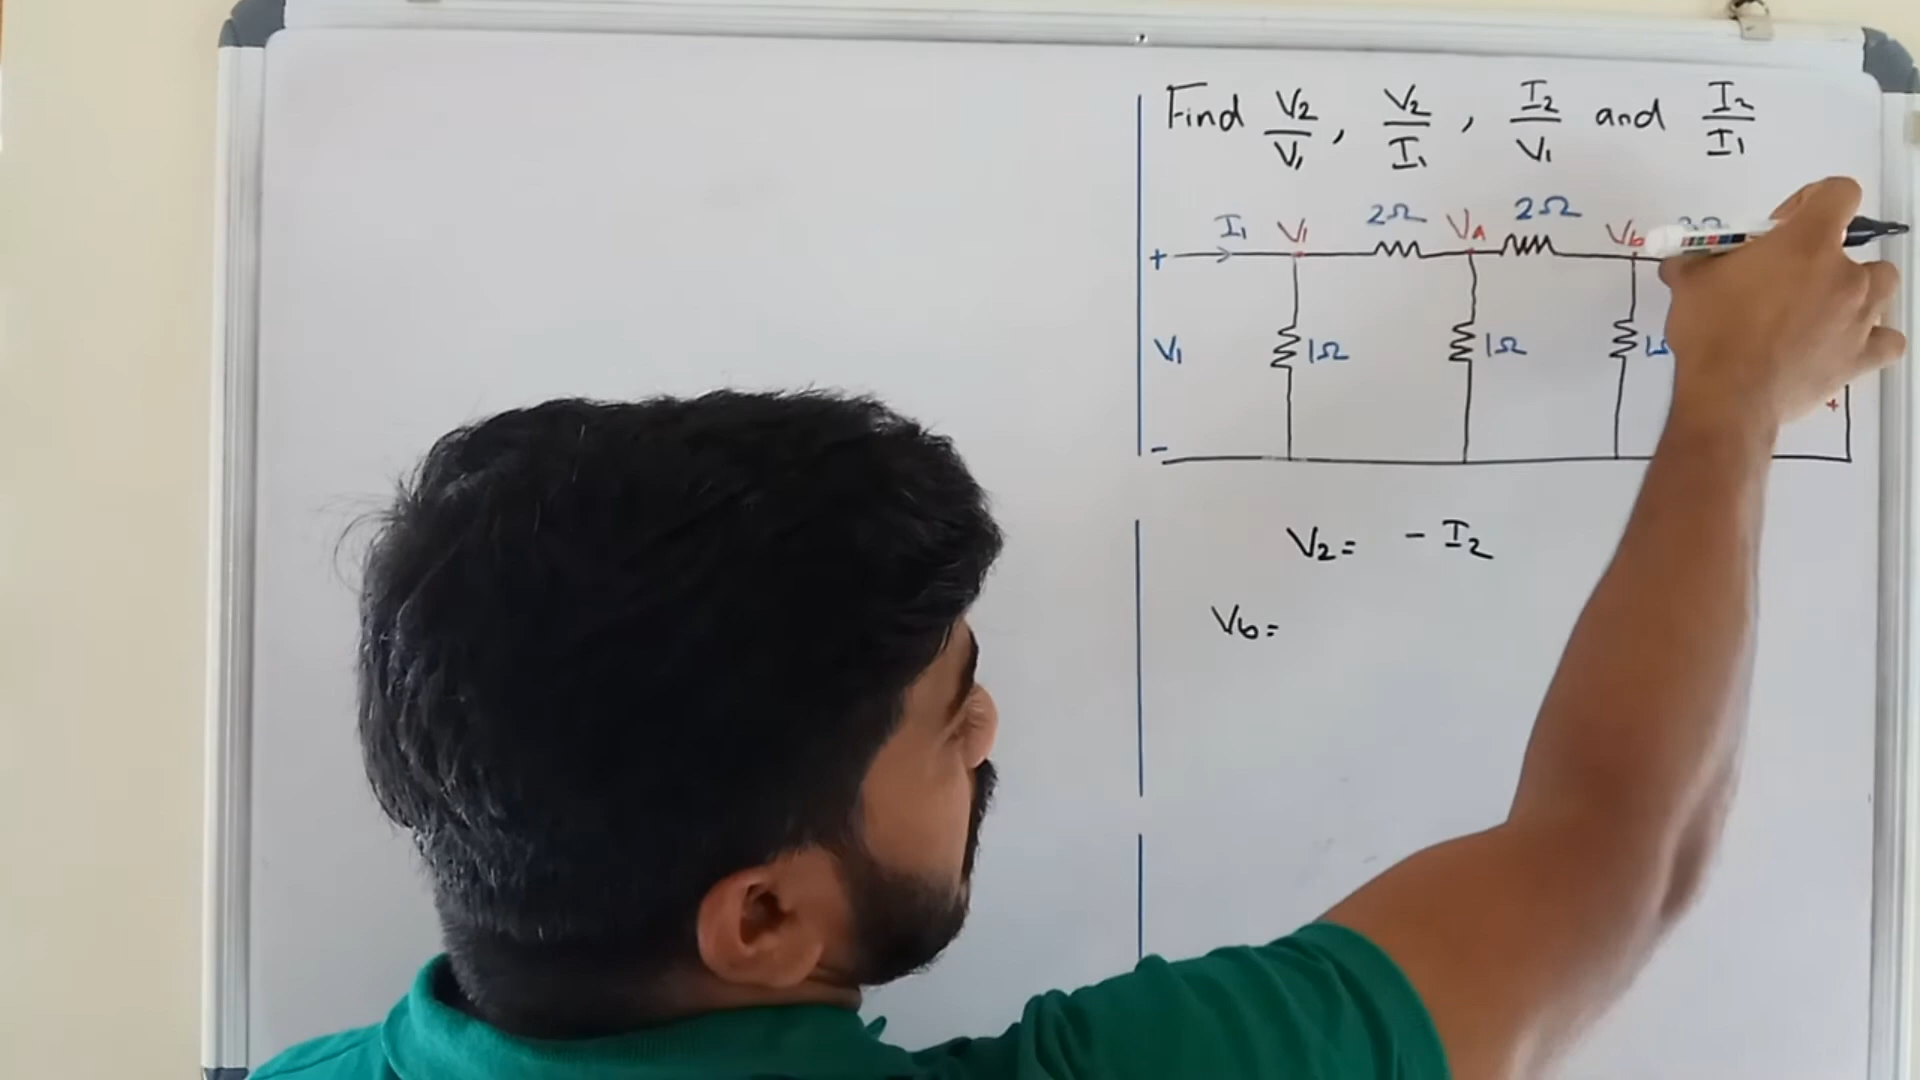 Find V₂/V₁, V₂/I₁, I₂/V₁ and I₂/I₁
I₁ V₁ 2Ω VA 2Ω Vb
+
V₁ 1Ω 1Ω
+
-
V₂= - I₂
Vb=